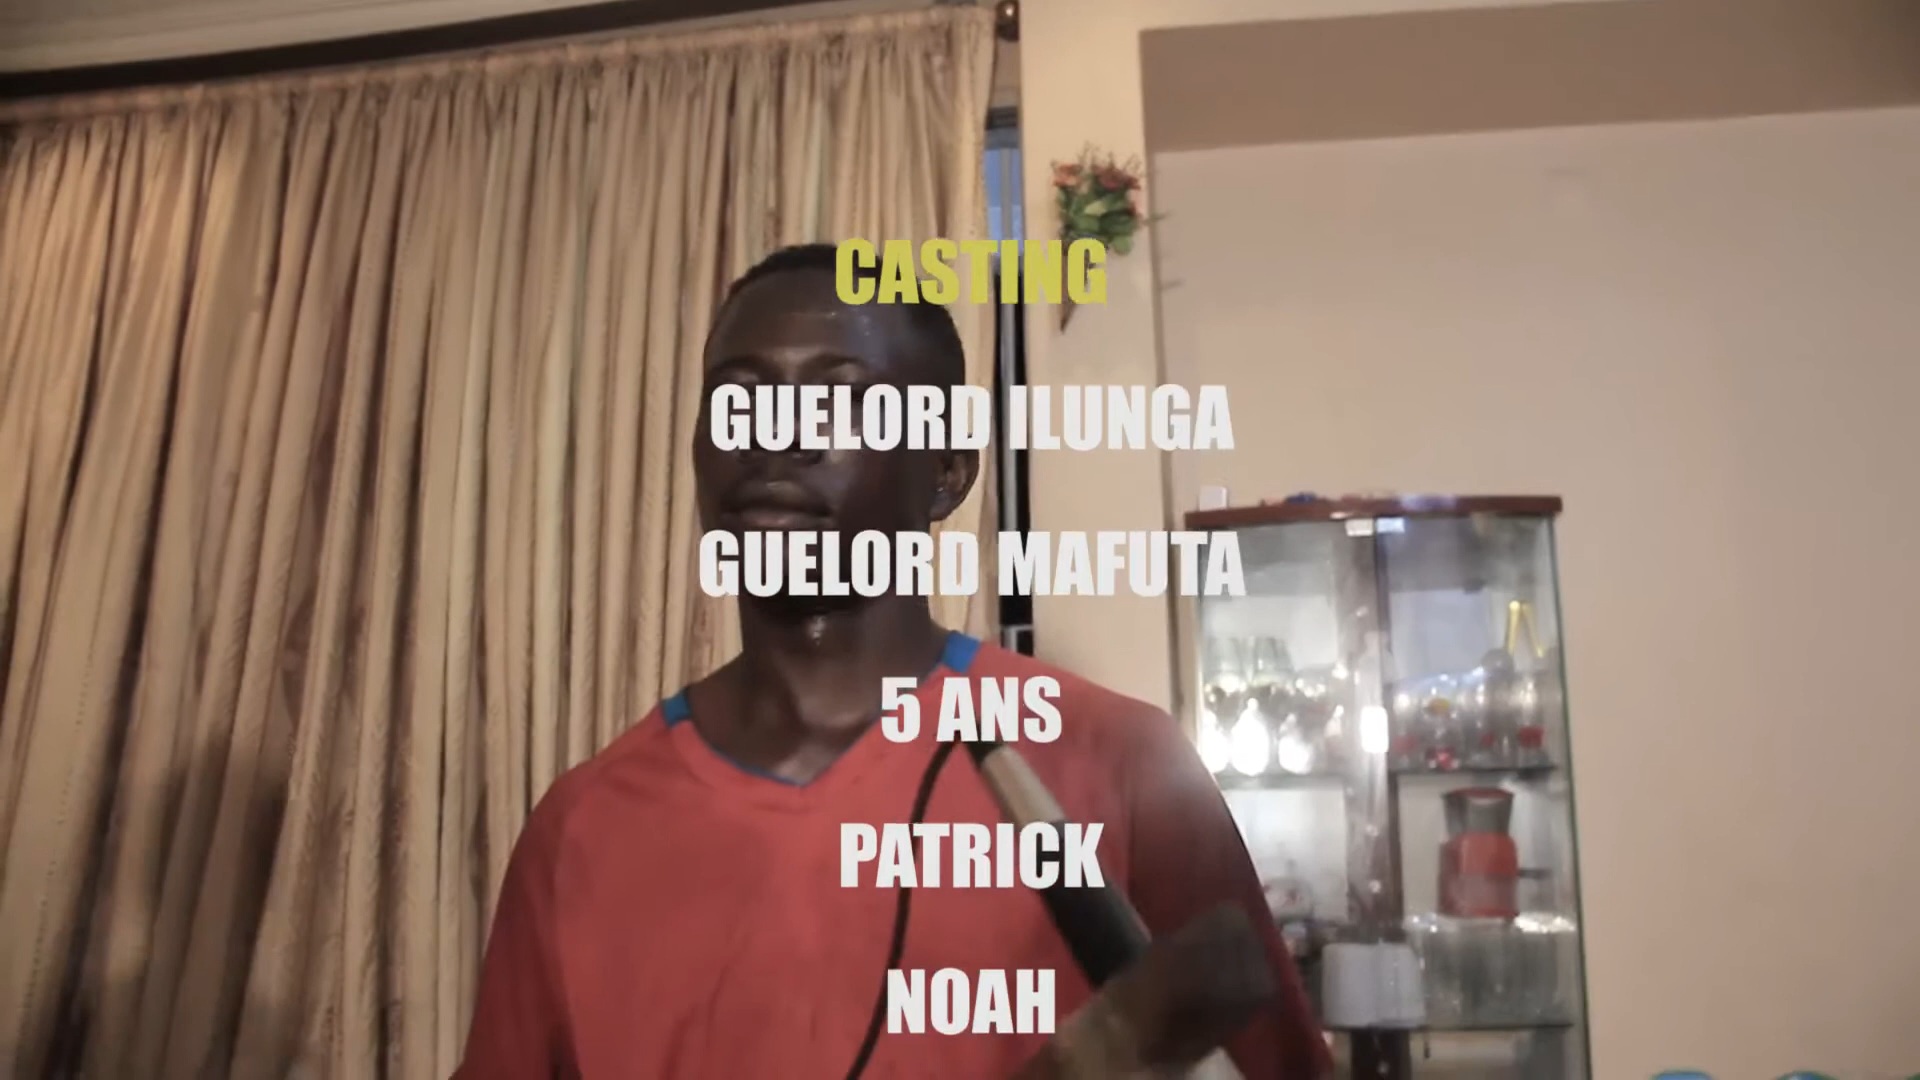 CASTING
GUELORD ILUNGA
GUELORD MAFUTA
5 ANS
PATRICK
NOAH